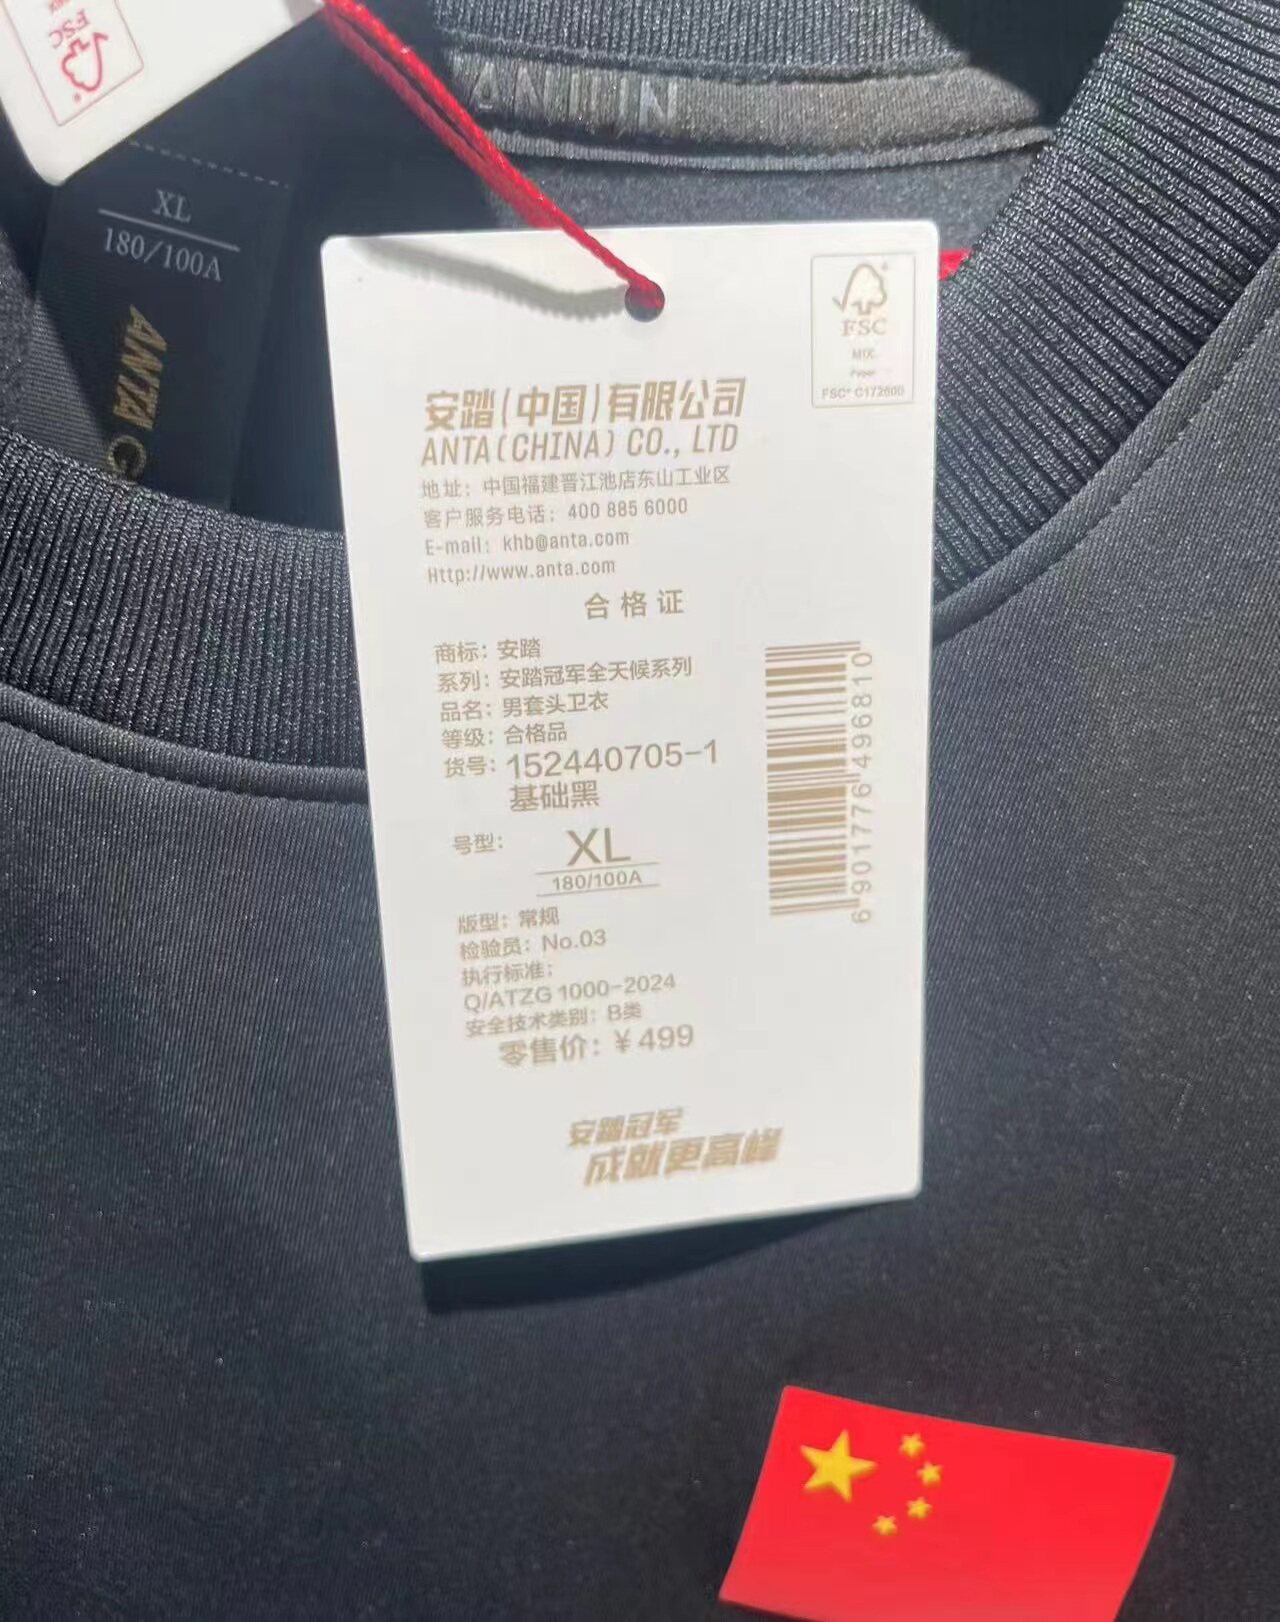 FSC
XL
180/100A
ANTA
FSC
MIX
Paper
FSC® C172600
安踏(中国)有限公司
ANTA(CHINA) CO., LTD
地址：中国福建晋江池店东山工业区
客户服务电话：400 885 6000
E-mail：khb@anta.com
Http://www.anta.com
合格证
商标：安踏
系列：安踏冠军全天候系列
品名：男套头卫衣
等级：合格品
货号：152440705-1
基础黑
号型：
XL
180/100A
版型：常规
检验员：No.03
执行标准：
Q/ATZG 1000-2024
安全技术类别：B类
零售价：¥499
6901776496810
安踏冠军
成就更高峰